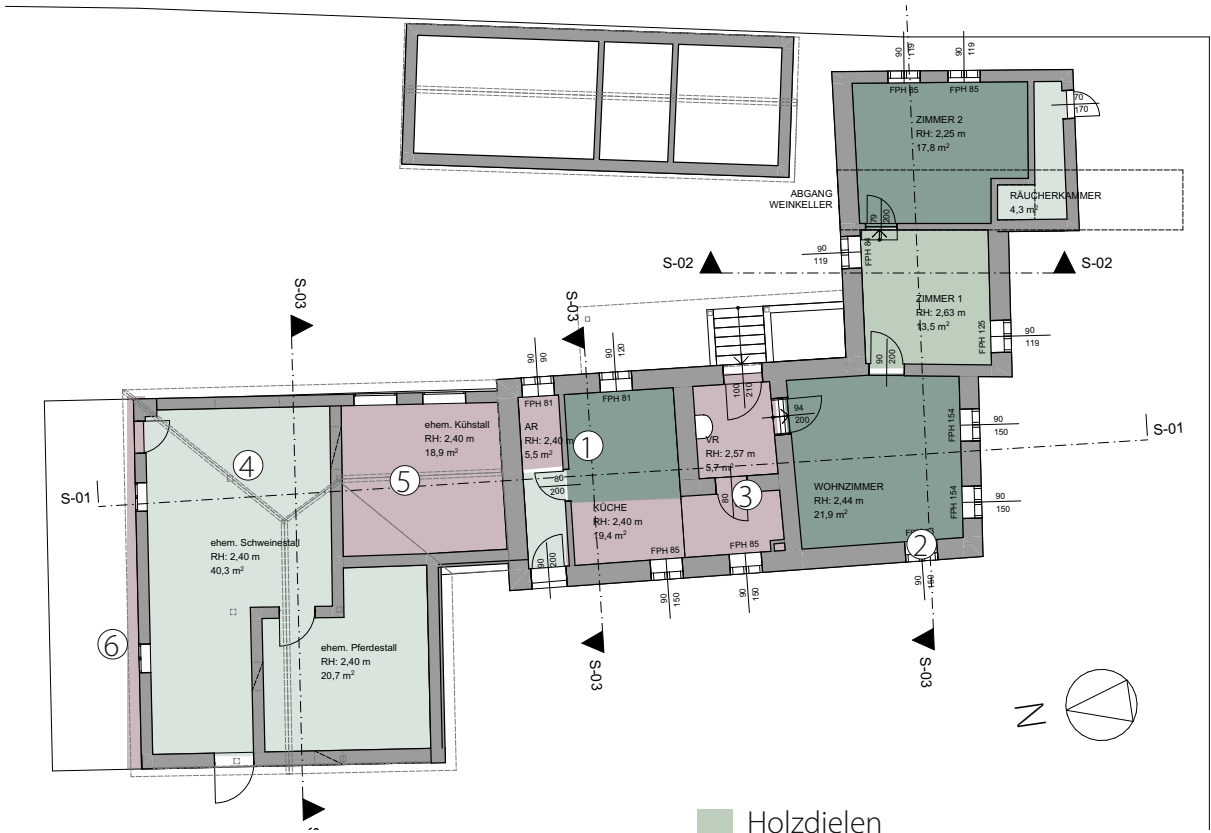 90
119
90
119
FPH 85
FPH 85
70
170
ZIMMER 2
RH: 2,25 m
17,8 m²
ABGANG
WEINKELLER
RÄUCHERKAMMER
4,3 m²
79
200
90
119
FPH 84
S-02
S-02
ZIMMER 1
RH: 2,63 m
13,5 m²
FPH 125
90
119
90
200
S-03
S-03
90
90
90
120
FPH 81
FPH 81
100
210
94
200
ehem. Kühstall
RH: 2,40 m
18,9 m²
AR
RH: 2,40 m
5,5 m²
1
VR
RH: 2,57 m
5,7 m²
FPH 154
90
150
S-01
4
5
80
200
3
80
WOHNZIMMER
RH: 2,44 m
21,9 m²
FPH 154
90
150
S-01
KÜCHE
RH: 2,40 m
19,4 m²
FPH 85
FPH 85
2
ehem. Schweinestall
RH: 2,40 m
40,3 m²
90
200
90
150
90
150
90
150
6
ehem. Pferdestall
RH: 2,40 m
20,7 m²
S-03
S-03
N
Holzdielen